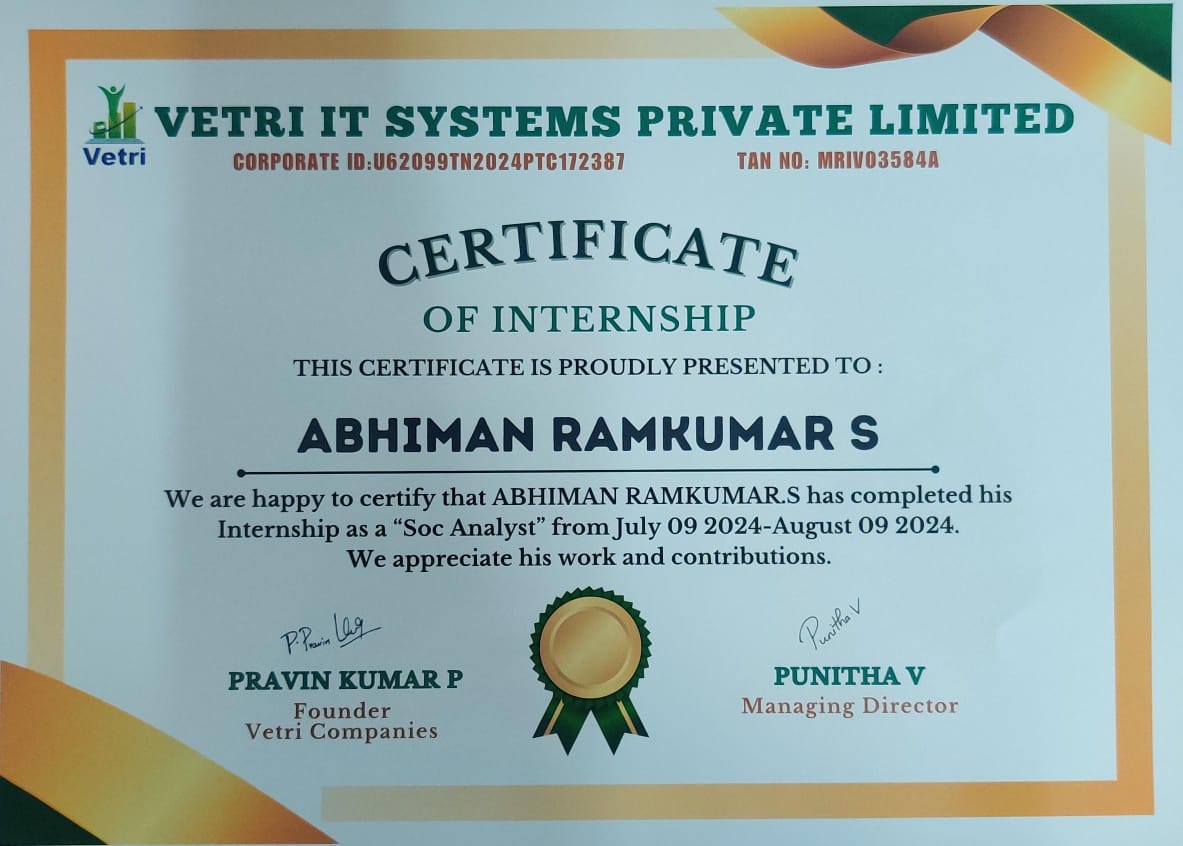 VETRI IT SYSTEMS PRIVATE LIMITED
Vetri
CORPORATE ID:U62099TN2024PTC172387 TAN NO: MRIV03584A
CERTIFICATE
OF INTERNSHIP
THIS CERTIFICATE IS PROUDLY PRESENTED TO :
ABHIMAN RAMKUMAR S
We are happy to certify that ABHIMAN RAMKUMAR.S has completed his
Internship as a “Soc Analyst” from July 09 2024-August 09 2024.
We appreciate his work and contributions.
P. Pravin
Punitha V
PRAVIN KUMAR P
Founder
Vetri Companies
PUNITHA V
Managing Director